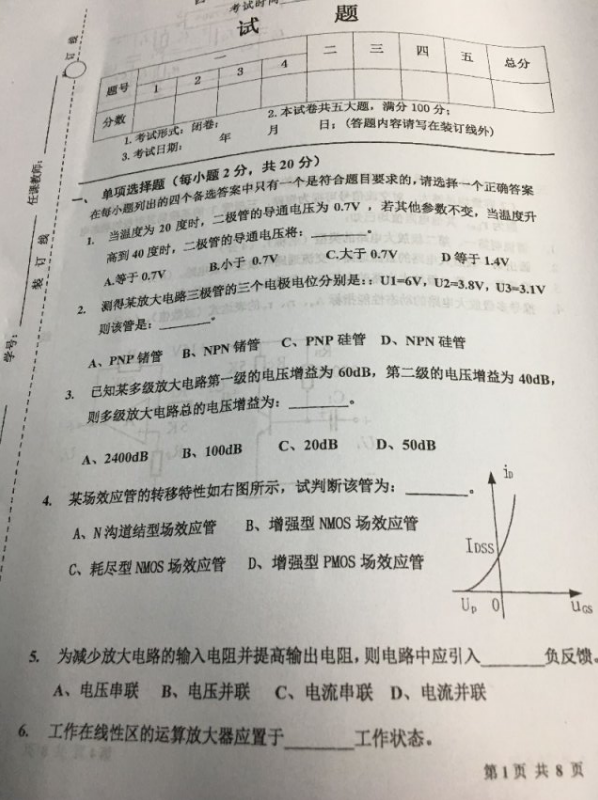 考试时间
试 题
题号 一 二 三 四 五 总分
1 2 3 4
分数
1. 考试形式：闭卷； 2. 本试卷共五大题，满分 100 分；
3. 考试日期： 年 月 日；（答题内容请写在装订线外）
一、 单项选择题（每小题 2 分，共 20 分）
在每小题列出的四个备选答案中只有一个是符合题目要求的，请选择一个正确答案
1. 当温度为 20 度时，二极管的导通电压为 0.7V ，若其他参数不变，当温度升
高到 40 度时，二极管的导通电压将：________。
A.等于 0.7V B.小于 0.7V C.大于 0.7V D 等于 1.4V
2. 测得某放大电路三极管的三个电极电位分别是：：U1=6V，U2=3.8V，U3=3.1V
则该管是：________。
A、PNP 锗管 B、NPN 锗管 C、PNP 硅管 D、NPN 硅管
3. 已知某多级放大电路第一级的电压增益为 60dB，第二级的电压增益为 40dB，
则多级放大电路总的电压增益为：________。
A、2400dB B、100dB C、20dB D、50dB
4. 某场效应管的转移特性如右图所示，试判断该管为：________。
A、N 沟道结型场效应管 B、增强型 NMOS 场效应管
C、耗尽型 NMOS 场效应管 D、增强型 PMOS 场效应管
iD
IDSS
UP 0 uGS
5. 为减少放大电路的输入电阻并提高输出电阻，则电路中应引入________负反馈。
A、电压串联 B、电压并联 C、电流串联 D、电流并联
6. 工作在线性区的运算放大器应置于________工作状态。
第 1 页 共 8 页
任课教师：
学号：
装 订 线
订 线